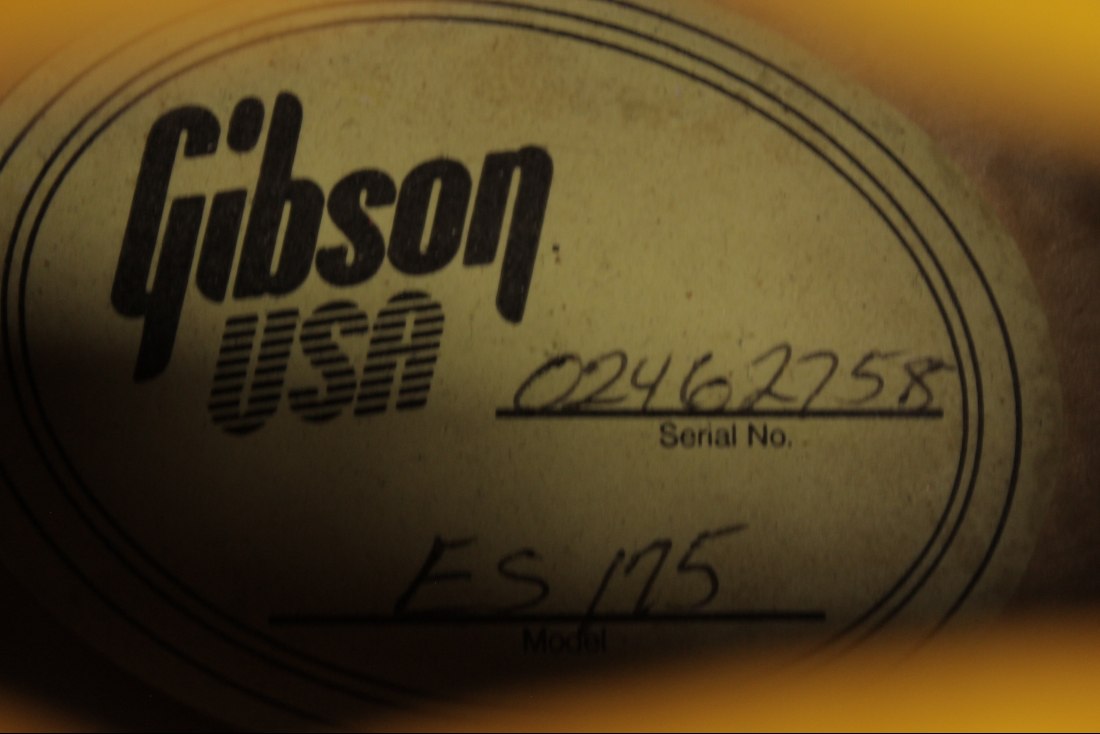 Gibson
USA
02462758
Serial No.
ES 175
Model